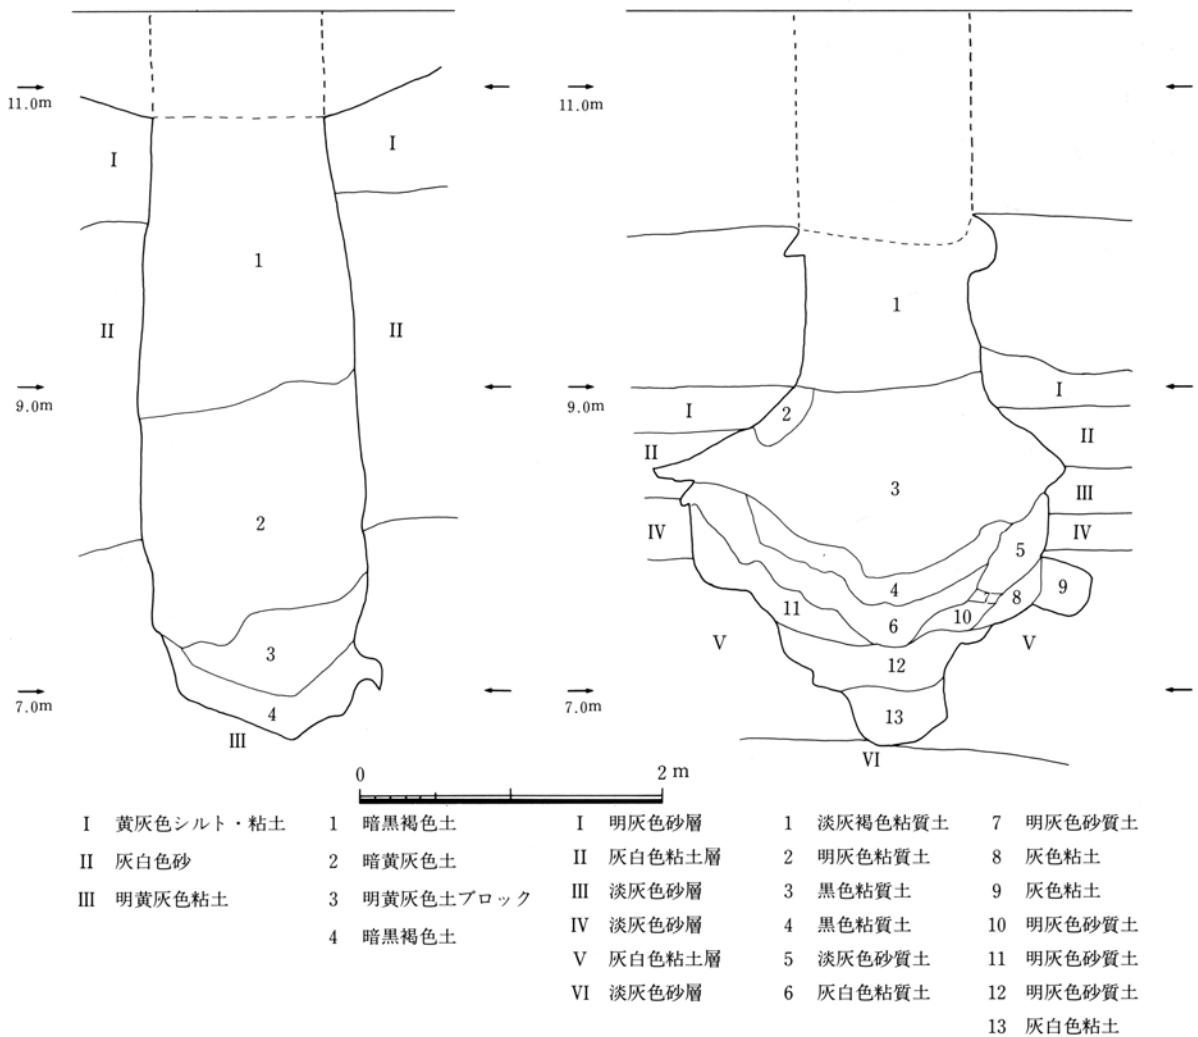 11.0m
9.0m
7.0m
I
I
II
II
III
1
2
3
4
11.0m
9.0m
7.0m
I
II
IV
V
I
II
III
IV
V
VI
1
2
3
4
5
6
7
8
9
10
11
12
13
0
2 m
I 黄灰色シルト・粘土
II 灰白色砂
III 明黄灰色粘土
1 暗黒褐色土
2 暗黄灰色土
3 明黄灰色土ブロック
4 暗黒褐色土
I 明灰色砂層
II 灰白色粘土層
III 淡灰色砂層
IV 淡灰色砂層
V 灰白色粘土層
VI 淡灰色砂層
1 淡灰褐色粘質土
2 明灰色粘質土
3 黒色粘質土
4 黒色粘質土
5 淡灰色砂質土
6 灰白色粘質土
7 明灰色砂質土
8 灰色粘土
9 灰色粘土
10 明灰色砂質土
11 明灰色砂質土
12 明灰色砂質土
13 灰白色粘土